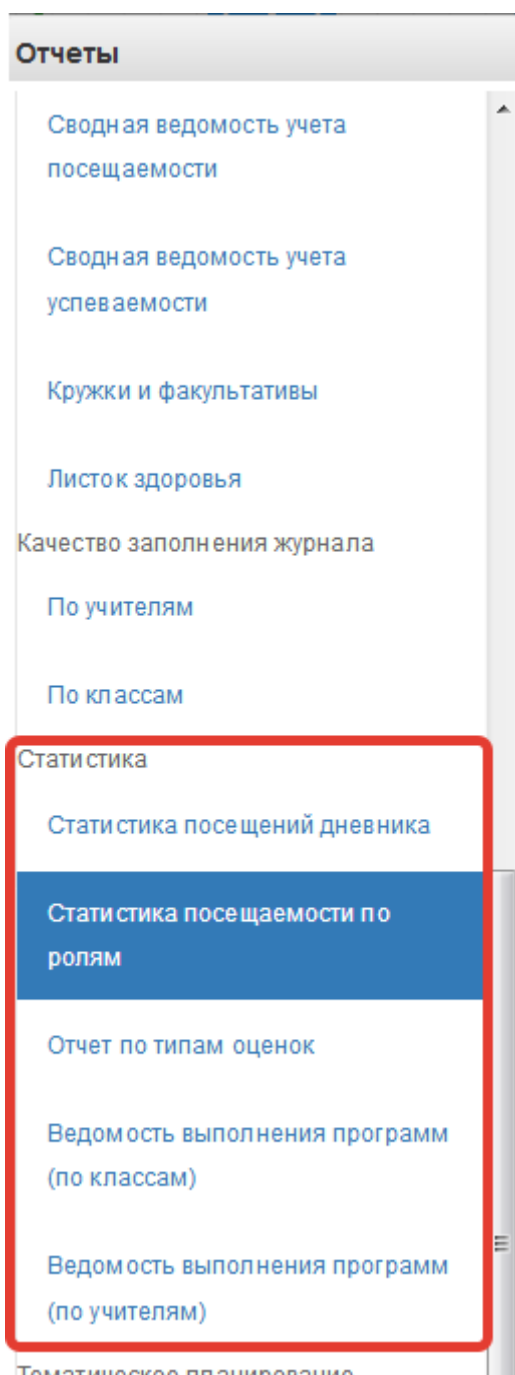 Отчеты
Сводная ведомость учета
посещаемости
Сводная ведомость учета
успеваемости
Кружки и факультативы
Листок здоровья
Качество заполнения журнала
По учителям
По классам
Статистика
Статистика посещений дневника
Статистика посещаемости по
ролям
Отчет по типам оценок
Ведомость выполнения программ
(по классам)
Ведомость выполнения программ
(по учителям)
Тематическое планирование